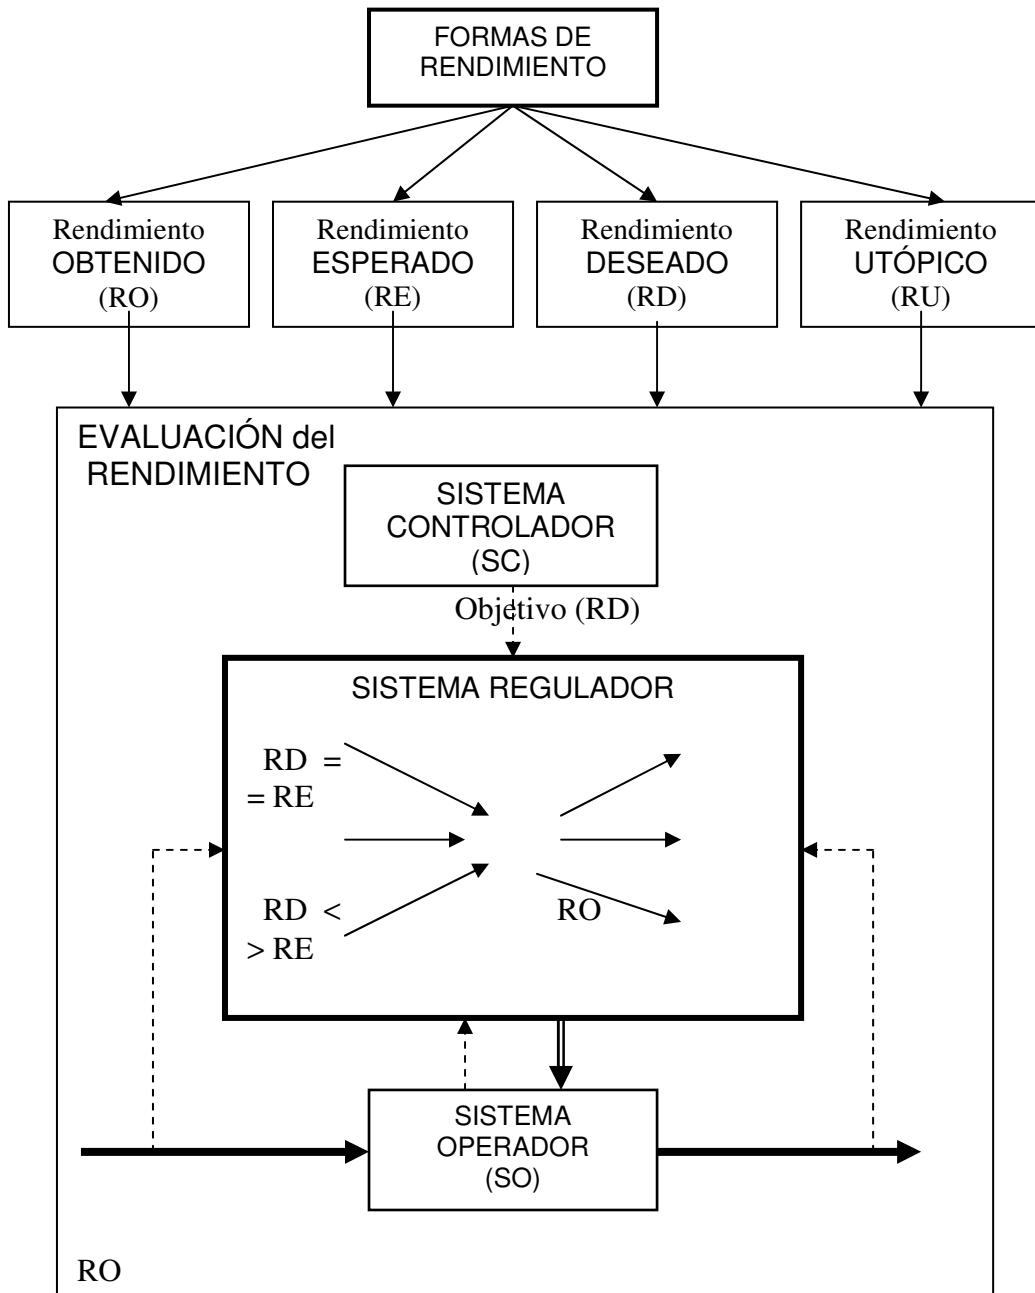 FORMAS DE
RENDIMIENTO
Rendimiento
OBTENIDO
(RO)
Rendimiento
ESPERADO
(RE)
Rendimiento
DESEADO
(RD)
Rendimiento
UTÓPICO
(RU)
EVALUACIÓN del
RENDIMIENTO
SISTEMA
CONTROLADOR
(SC)
Objetivo (RD)
SISTEMA REGULADOR
RD =
= RE
RD <
> RE
RO
SISTEMA
OPERADOR
(SO)
RO